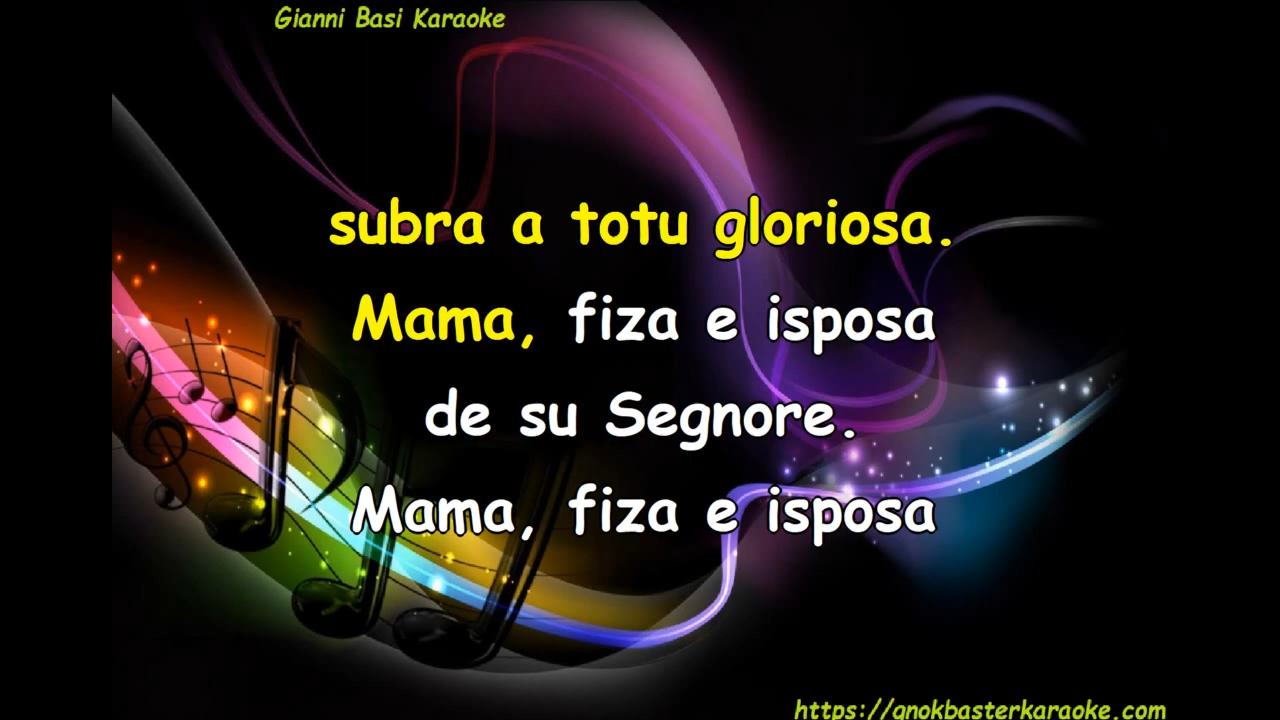 Gianni Basi Karaoke
subra a totu gloriosa.
Mama, fiza e isposa
de su Segnore.
Mama, fiza e isposa
https://gnokbasterkaraoke.com